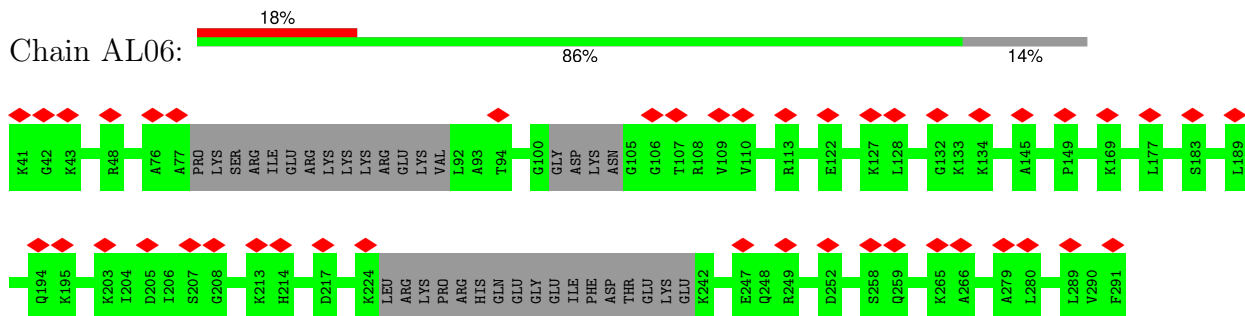 18%
Chain AL06:
86% 14%
K41 G42 K43 R48 A76 A77 PRO LYS SER ARG ILE GLU ARG LYS LYS LYS ARG GLU LYS VAL L92 A93 T94 G100 GLY ASP LYS ASN G105 G106 T107 R108 V109 V110 R113 E122 K127 L128 G132 K133 K134 A145 P149 K169 L177 S183 L189
Q194 K195 K203 I204 D205 I206 S207 G208 K213 H214 D217 K224 LEU ARG LYS PRO ARG HIS GLN GLU GLY GLU ILE PHE ASP THR GLU LYS GLU K242 E247 Q248 R249 D252 S258 Q259 K265 A266 A279 L280 L289 V290 F291